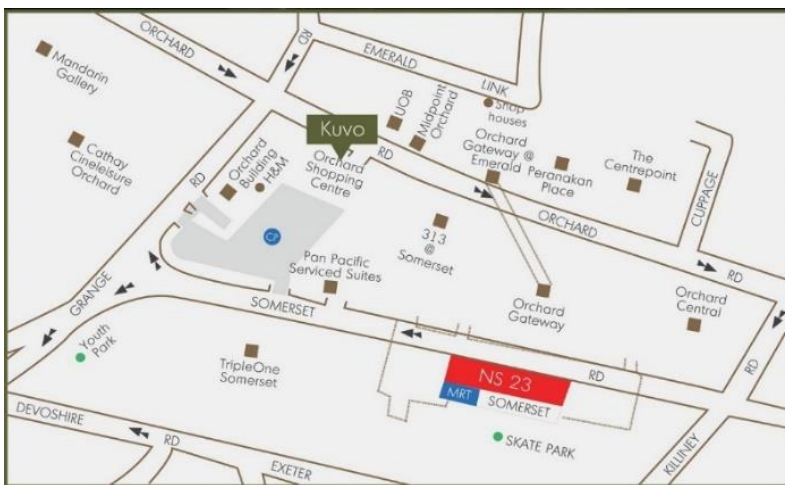 ORCHARD
RD
EMERALD
LINK
Mandarin
Gallery
UOB
Midpoint
Orchard
Shop
houses
Kuvo
Cathay
Cineleisure
Orchard
RD
Orchard
Building
H&M
Orchard
Shopping
Centre
RD
Orchard
Gateway @
Emerald
Peranakan
Place
The
Centrepoint
CUPPAGE
ORCHARD
RD
CP
313
@
Somerset
Pan Pacific
Serviced Suites
GRANGE
SOMERSET
Orchard
Gateway
Orchard
Central
Youth
Park
TripleOne
Somerset
NS 23
MRT
SOMERSET
RD
RD
DEVOSHIRE
RD
SKATE PARK
KILLINEY
EXETER